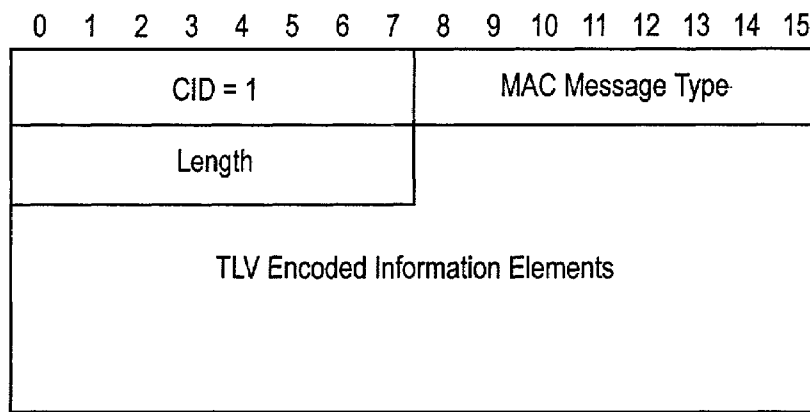 0 1 2 3 4 5 6 7 8 9 10 11 12 13 14 15
CID = 1 MAC Message Type
Length
TLV Encoded Information Elements